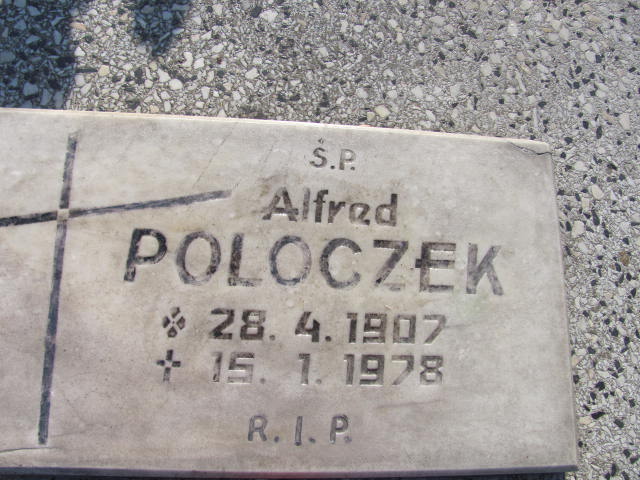 Ś.P.
Alfred
POLOCZEK
28. 4. 1907
15. 1. 1978
R.I.P.